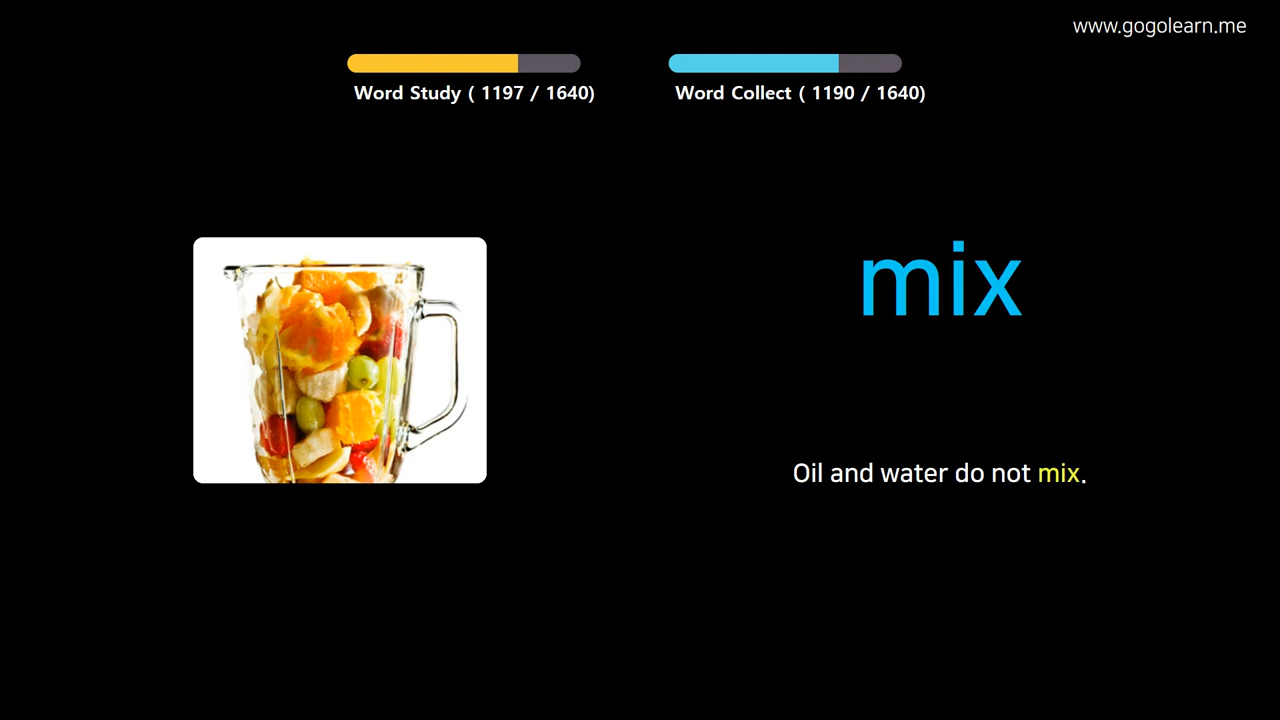 www.gogolearn.me
Word Study ( 1197 / 1640)
Word Collect ( 1190 / 1640)
mix
Oil and water do not mix.